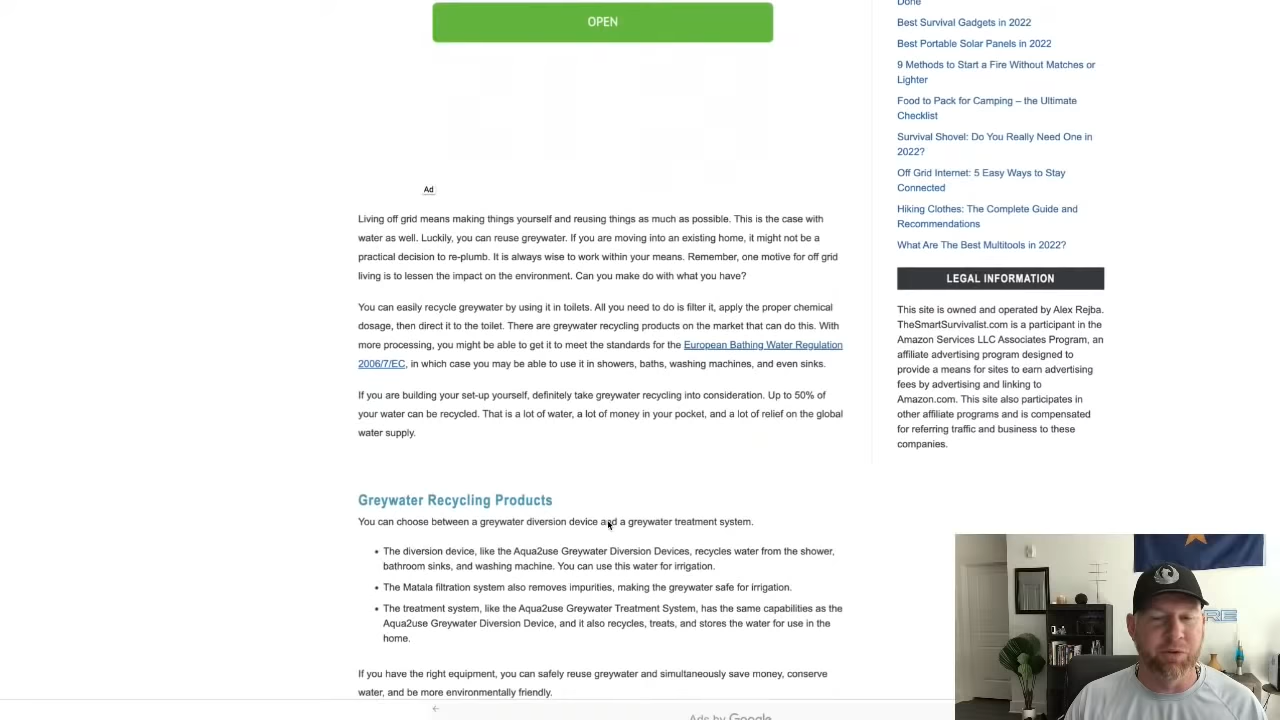 OPEN
Ad
Living off grid means making things yourself and reusing things as much as possible. This is the case with
water as well. Luckily, you can reuse greywater. If you are moving into an existing home, it might not be a
practical decision to re-plumb. It is always wise to work within your means. Remember, one motive for off grid
living is to lessen the impact on the environment. Can you make do with what you have?
You can easily recycle greywater by using it in toilets. All you need to do is filter it, apply the proper chemical
dosage, then direct it to the toilet. There are greywater recycling products on the market that can do this. With
more processing, you might be able to get it to meet the standards for the European Bathing Water Regulation
2006/7/EC, in which case you may be able to use it in showers, baths, washing machines, and even sinks.
If you are building your set-up yourself, definitely take greywater recycling into consideration. Up to 50% of
your water can be recycled. That is a lot of water, a lot of money in your pocket, and a lot of relief on the global
water supply.
Greywater Recycling Products
You can choose between a greywater diversion device and a greywater treatment system.
• The diversion device, like the Aqua2use Greywater Diversion Devices, recycles water from the shower,
bathroom sinks, and washing machine. You can use this water for irrigation.
• The Matala filtration system also removes impurities, making the greywater safe for irrigation.
• The treatment system, like the Aqua2use Greywater Treatment System, has the same capabilities as the
Aqua2use Greywater Diversion Device, and it also recycles, treats, and stores the water for use in the
home.
If you have the right equipment, you can safely reuse greywater and simultaneously save money, conserve
water, and be more environmentally friendly.
Ads by Google
Done
Best Survival Gadgets in 2022
Best Portable Solar Panels in 2022
9 Methods to Start a Fire Without Matches or
Lighter
Food to Pack for Camping – the Ultimate
Checklist
Survival Shovel: Do You Really Need One in
2022?
Off Grid Internet: 5 Easy Ways to Stay
Connected
Hiking Clothes: The Complete Guide and
Recommendations
What Are The Best Multitools in 2022?
LEGAL INFORMATION
This site is owned and operated by Alex Rejba.
TheSmartSurvivalist.com is a participant in the
Amazon Services LLC Associates Program, an
affiliate advertising program designed to
provide a means for sites to earn advertising
fees by advertising and linking to
Amazon.com. This site also participates in
other affiliate programs and is compensated
for referring traffic and business to these
companies.